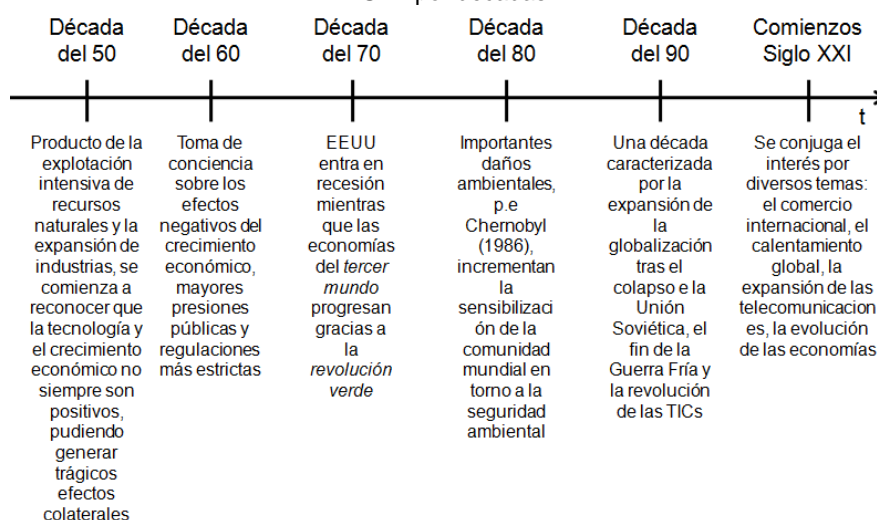 Década
del 50
Producto de la
explotación
intensiva de
recursos
naturales y la
expansión de
industrias, se
comienza a
reconocer que
la tecnología y
el crecimiento
económico no
siempre son
positivos,
pudiendo
generar
trágicos
efectos
colaterales
Década
del 60
Toma de
conciencia
sobre los
efectos
negativos del
crecimiento
económico,
mayores
presiones
públicas y
regulaciones
más estrictas
Década
del 70
EEUU
entra en
recesión
mientras
que las
economías
del tercer
mundo
progresan
gracias a
la
revolución
verde
Década
del 80
Importantes
daños
ambientales,
p.e
Chernobyl
(1986),
incrementan
la
sensibilizaci
ón de la
comunidad
mundial en
torno a la
seguridad
ambiental
Década
del 90
Una década
caracterizada
por la
expansión de
la
globalización
tras el
colapso e la
Unión
Soviética, el
fin de la
Guerra Fría y
la revolución
de las TICs
Comienzos
Siglo XXI
t
Se conjuga el
interés por
diversos temas:
el comercio
internacional, el
calentamiento
global, la
expansión de las
telecomunicacion
es, la evolución
de las economías